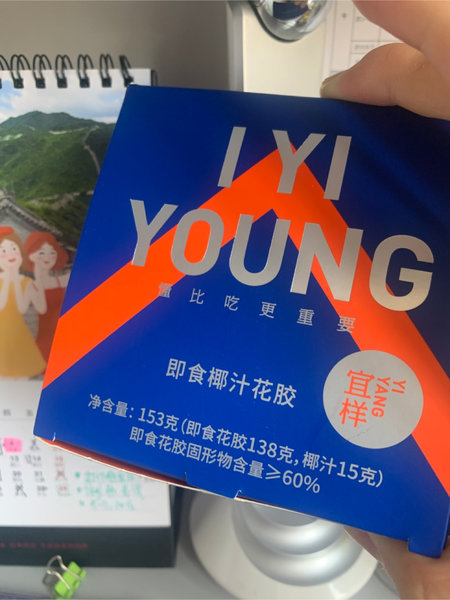 I YI
YOUNG
懂比吃更重要
即食椰汁花胶
宜样
YI
YANG
净含量：153克(即食花胶138克，椰汁15克)
即食花胶固形物含量≥60%